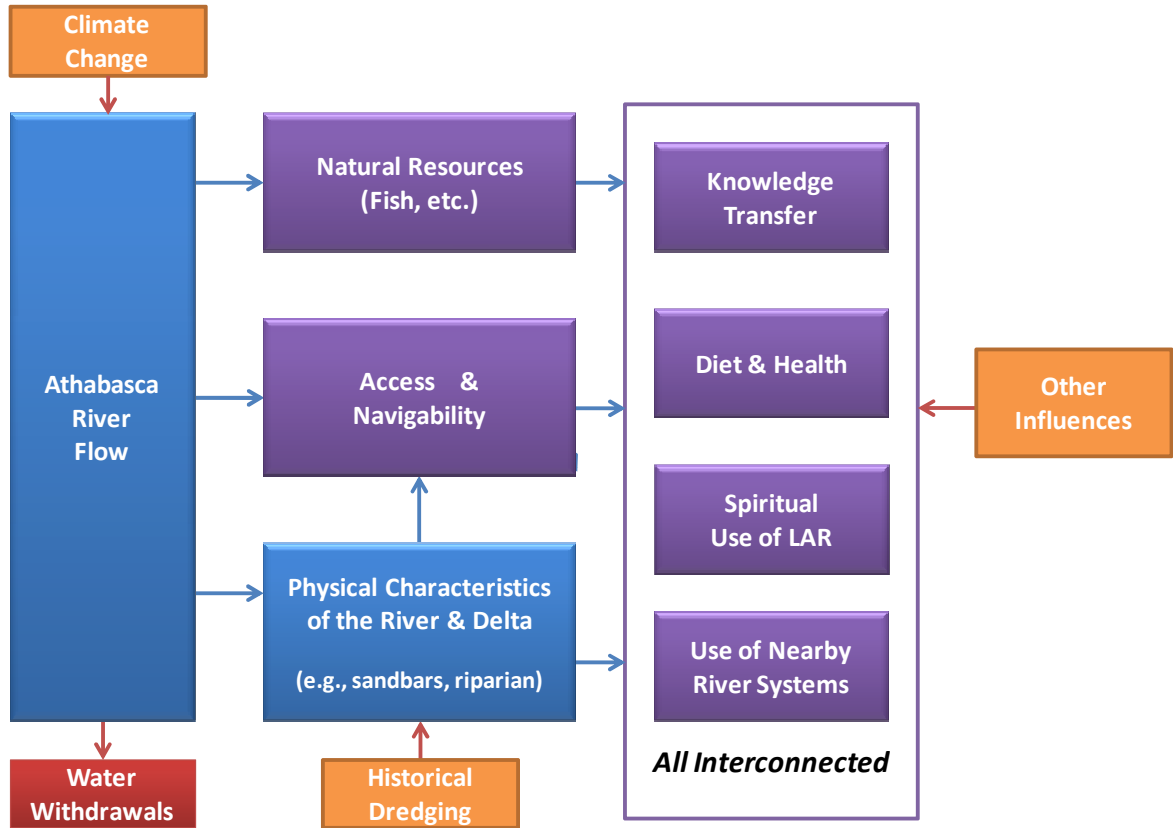 Climate
Change
Athabasca
River
Flow
Water
Withdrawals
Natural Resources
(Fish, etc.)
Access &
Navigability
Physical Characteristics
of the River & Delta
(e.g., sandbars, riparian)
Historical
Dredging
Knowledge
Transfer
Diet & Health
Spiritual
Use of LAR
Use of Nearby
River Systems
All Interconnected
Other
Influences